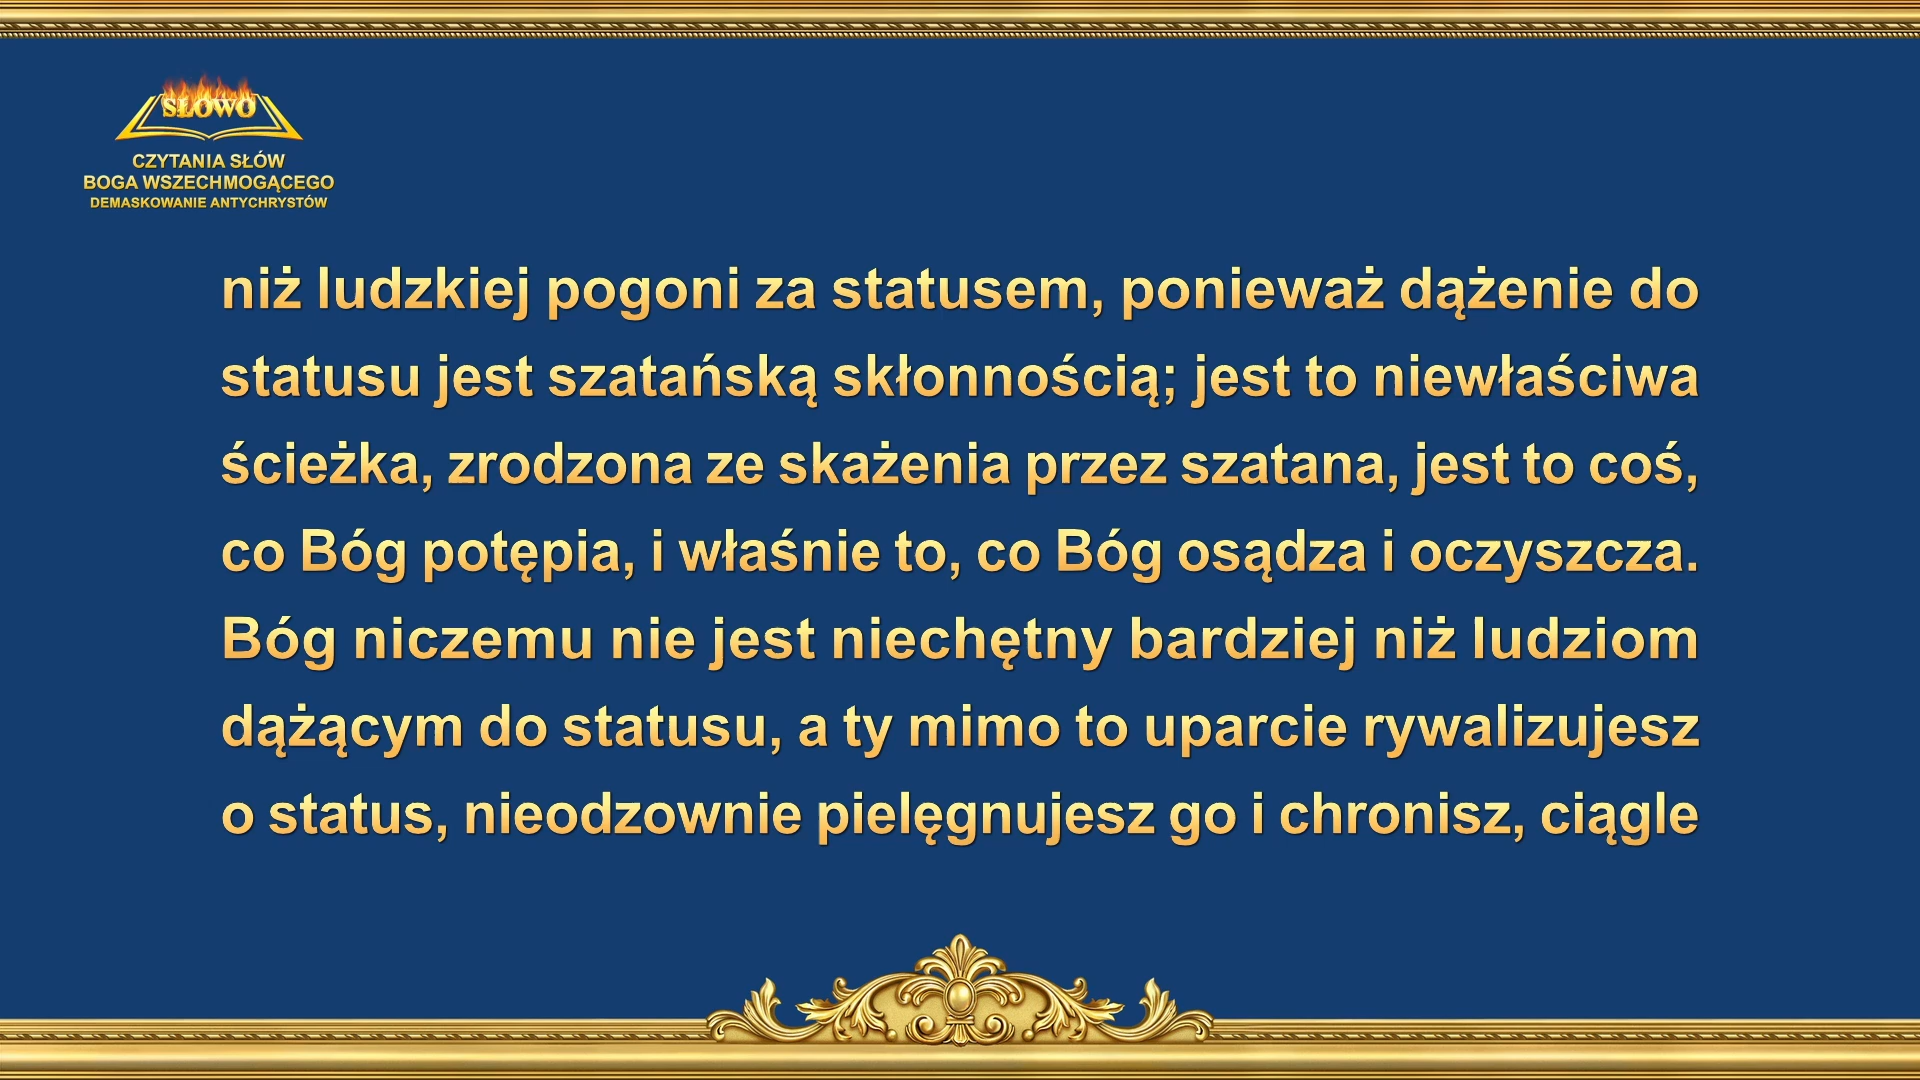 SŁOWO
CZYTANIA SŁÓW
BOGA WSZECHMOGĄCEGO
DEMASKOWANIE ANTYCHRYSTÓW
niż ludzkiej pogoni za statusem, ponieważ dążenie do
statusu jest szatańską skłonnością; jest to niewłaściwa
ścieżka, zrodzona ze skażenia przez szatana, jest to coś,
co Bóg potępia, i właśnie to, co Bóg osądza i oczyszcza.
Bóg niczemu nie jest niechętny bardziej niż ludziom
dążącym do statusu, a ty mimo to uparcie rywalizujesz
o status, nieodzownie pielęgnujesz go i chronisz, ciągle